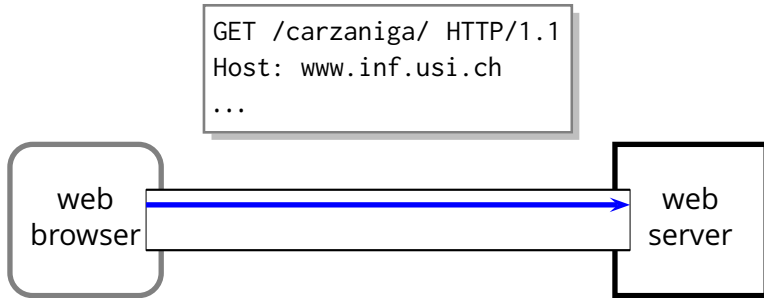 GET /carzaniga/ HTTP/1.1
Host: www.inf.usi.ch
...
web
browser
web
server